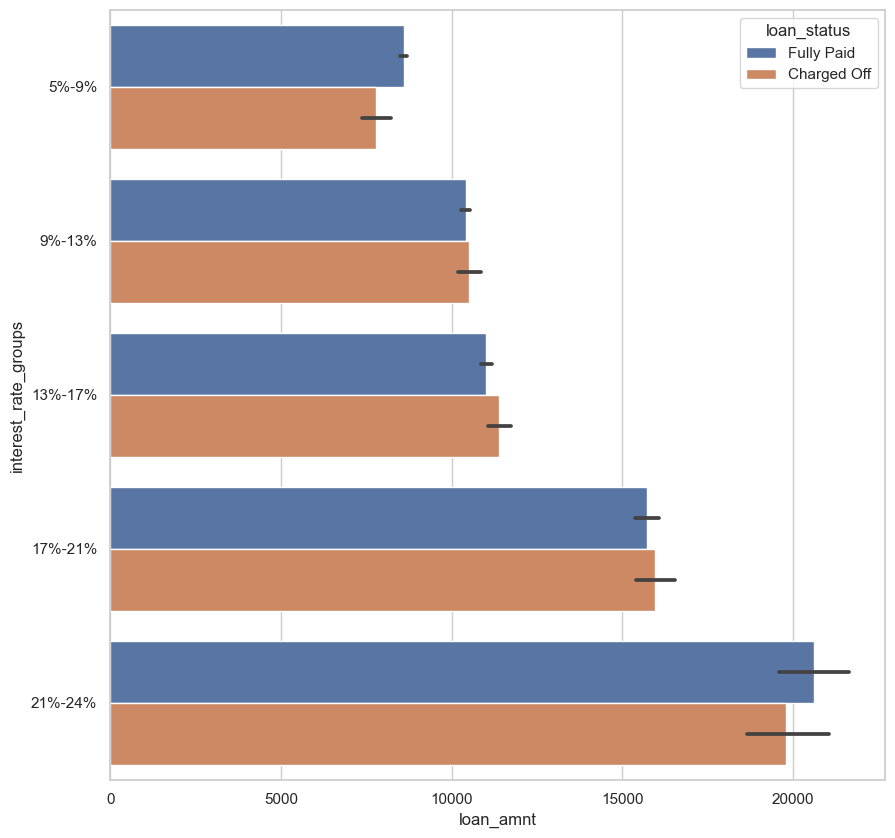 loan_status
Fully Paid
Charged Off
5%-9%
9%-13%
13%-17%
17%-21%
21%-24%
interest_rate_groups
0 5000 10000 15000 20000
loan_amnt